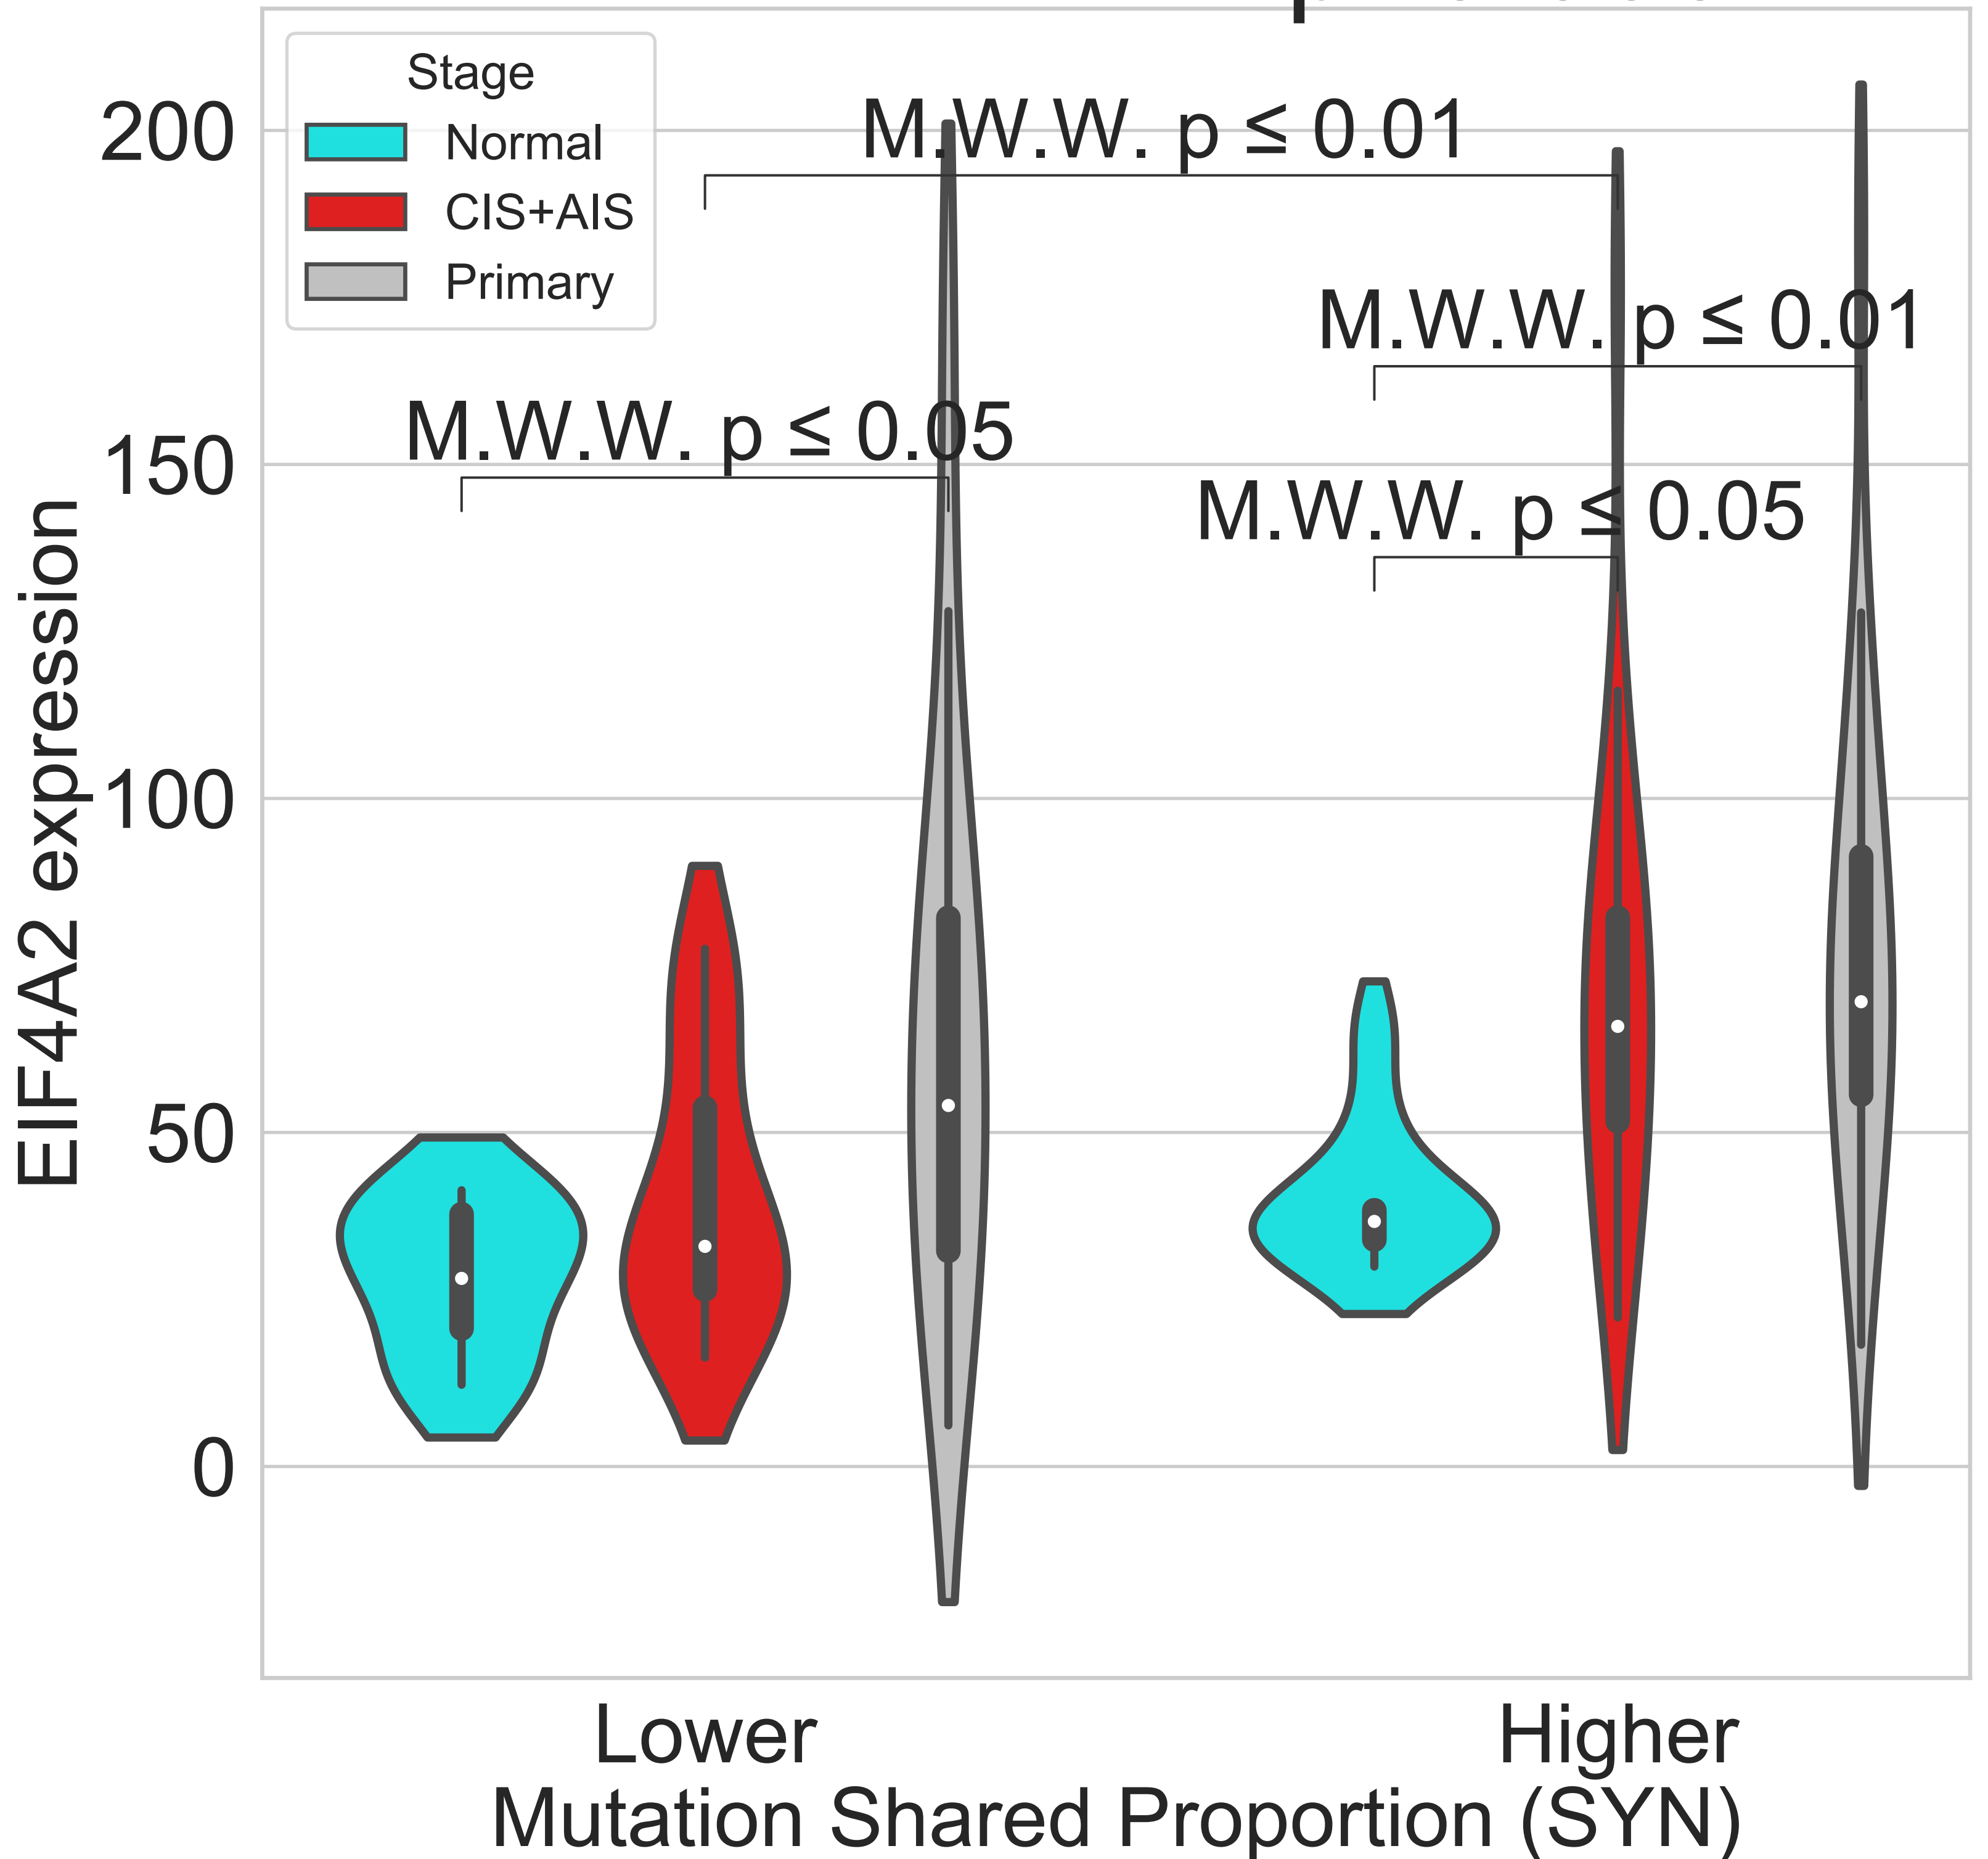 Stage
Normal
CIS+AIS
Primary
M.W.W. p ≤ 0.01
M.W.W. p ≤ 0.01
M.W.W. p ≤ 0.05
M.W.W. p ≤ 0.05
200
150
100
50
0
EIF4A2 expression
Lower
Higher
Mutation Shared Proportion (SYN)